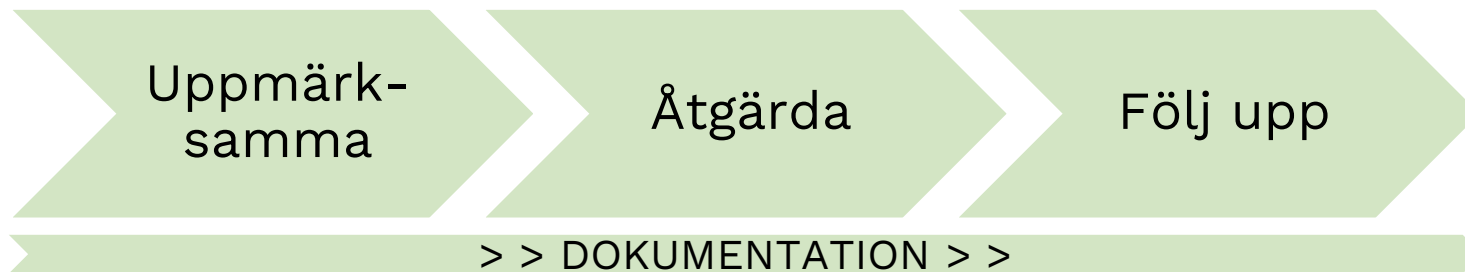 Uppmärk-
samma
Åtgärda
Följ upp
> > DOKUMENTATION > >